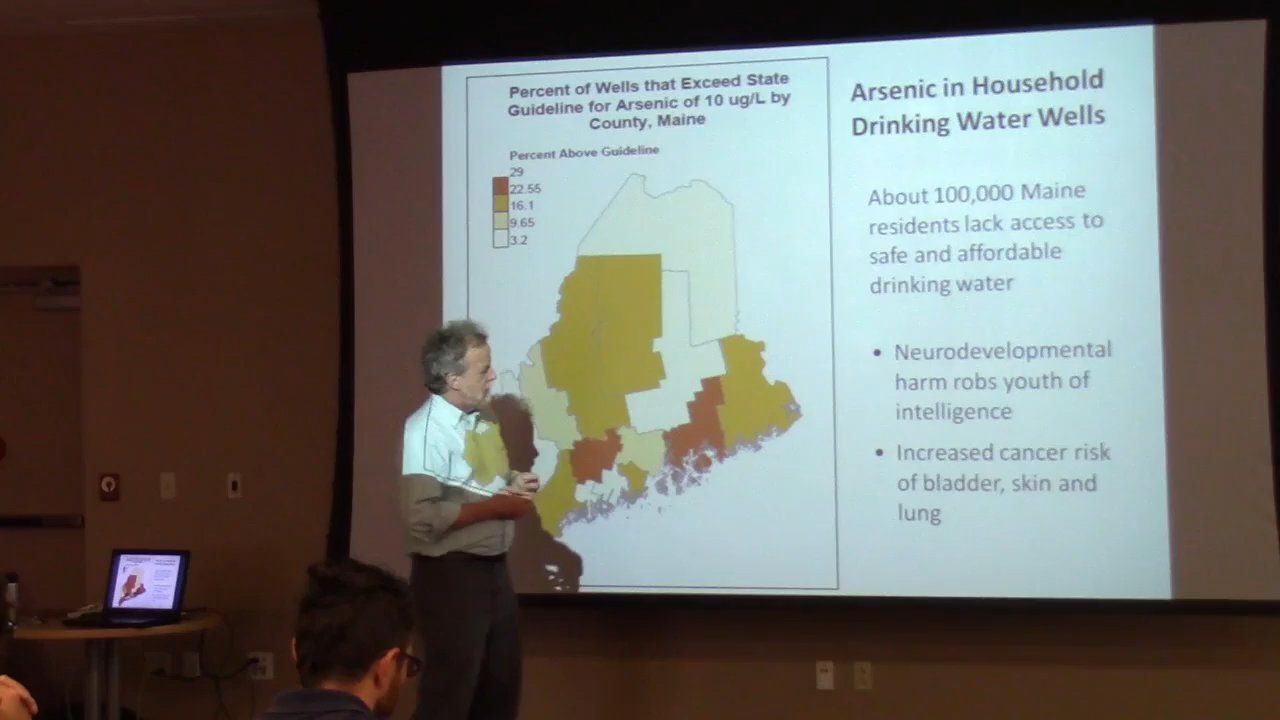 Percent of Wells that Exceed State
Guideline for Arsenic of 10 ug/L by
County, Maine
Percent Above Guideline
29
22.55
16.1
9.65
3.2
Arsenic in Household
Drinking Water Wells
About 100,000 Maine
residents lack access to
safe and affordable
drinking water
• Neurodevelopmental
harm robs youth of
intelligence
• Increased cancer risk
of bladder, skin and
lung